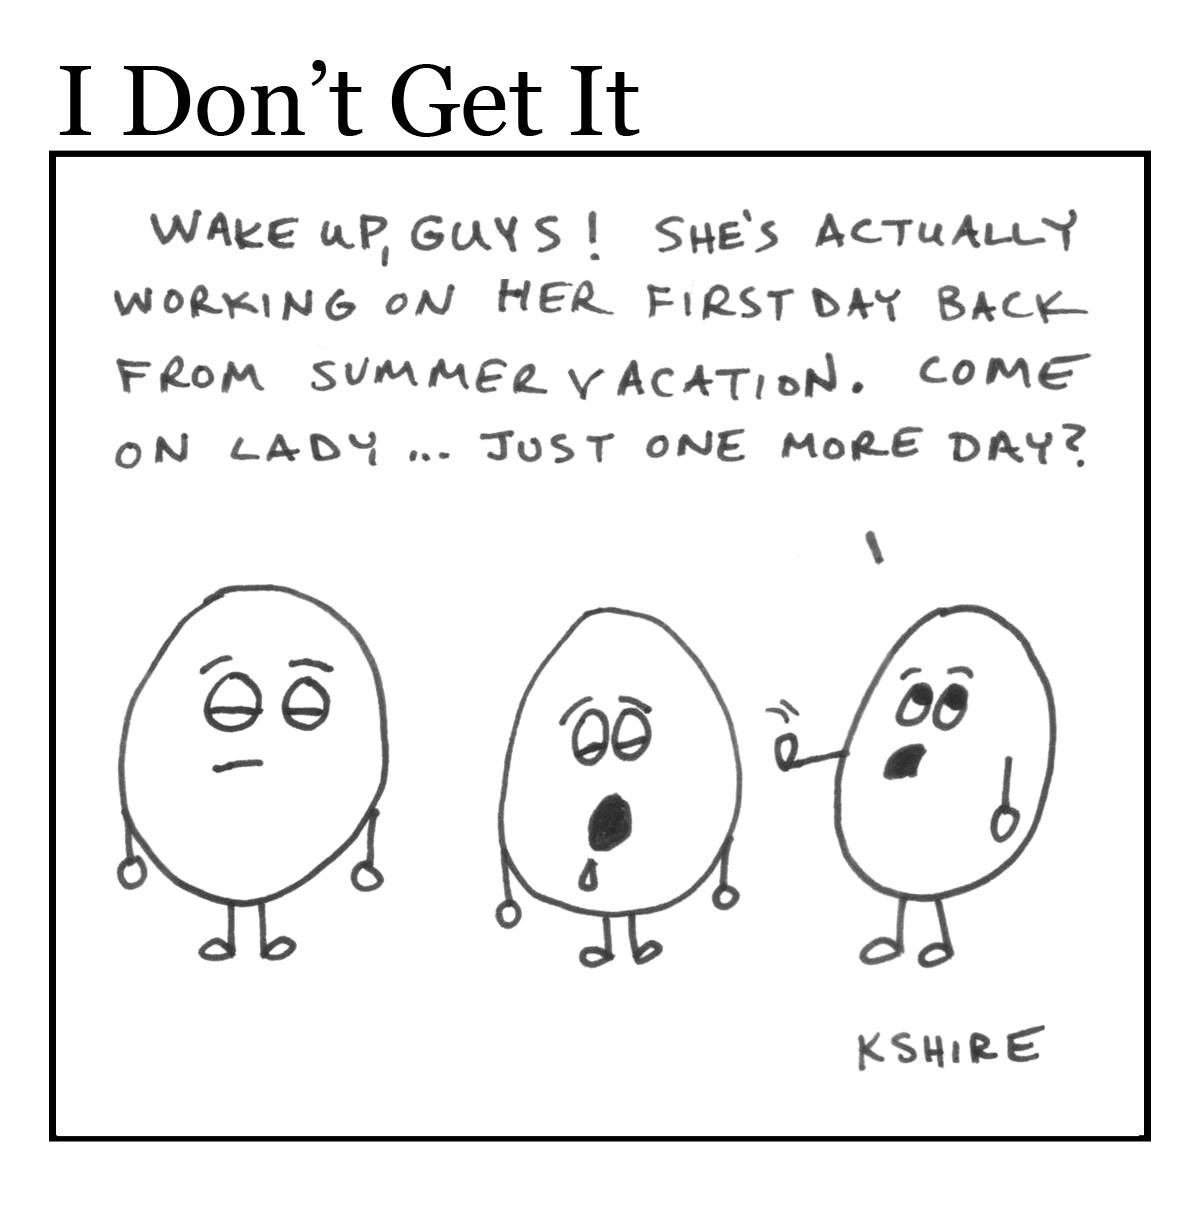 I Don’t Get It
WAKE UP, GUYS! SHE'S ACTUALLY
WORKING ON HER FIRST DAY BACK
FROM SUMMER VACATION. COME
ON LADY... JUST ONE MORE DAY?
KSHIRE